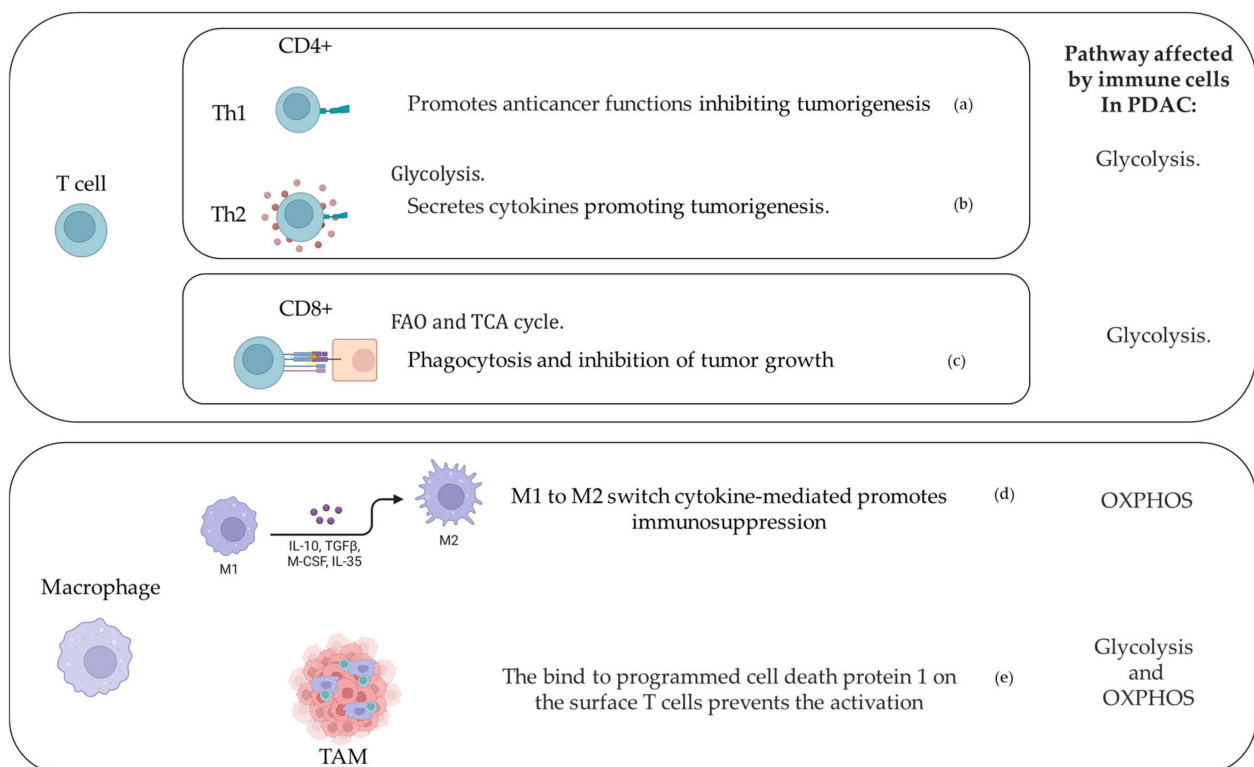 CD4+
Pathway affected
by immune cells
In PDAC:
Th1
Promotes anticancer functions inhibiting tumorigenesis
(a)
Glycolysis.
T cell
Glycolysis.
Th2
Secretes cytokines promoting tumorigenesis.
(b)
CD8+
FAO and TCA cycle.
Phagocytosis and inhibition of tumor growth
(c)
Glycolysis.
M1
IL-10, TGFβ,
M-CSF, IL-35
M2
M1 to M2 switch cytokine-mediated promotes
immunosuppression
(d)
OXPHOS
Macrophage
TAM
The bind to programmed cell death protein 1 on
the surface T cells prevents the activation
(e)
Glycolysis
and
OXPHOS